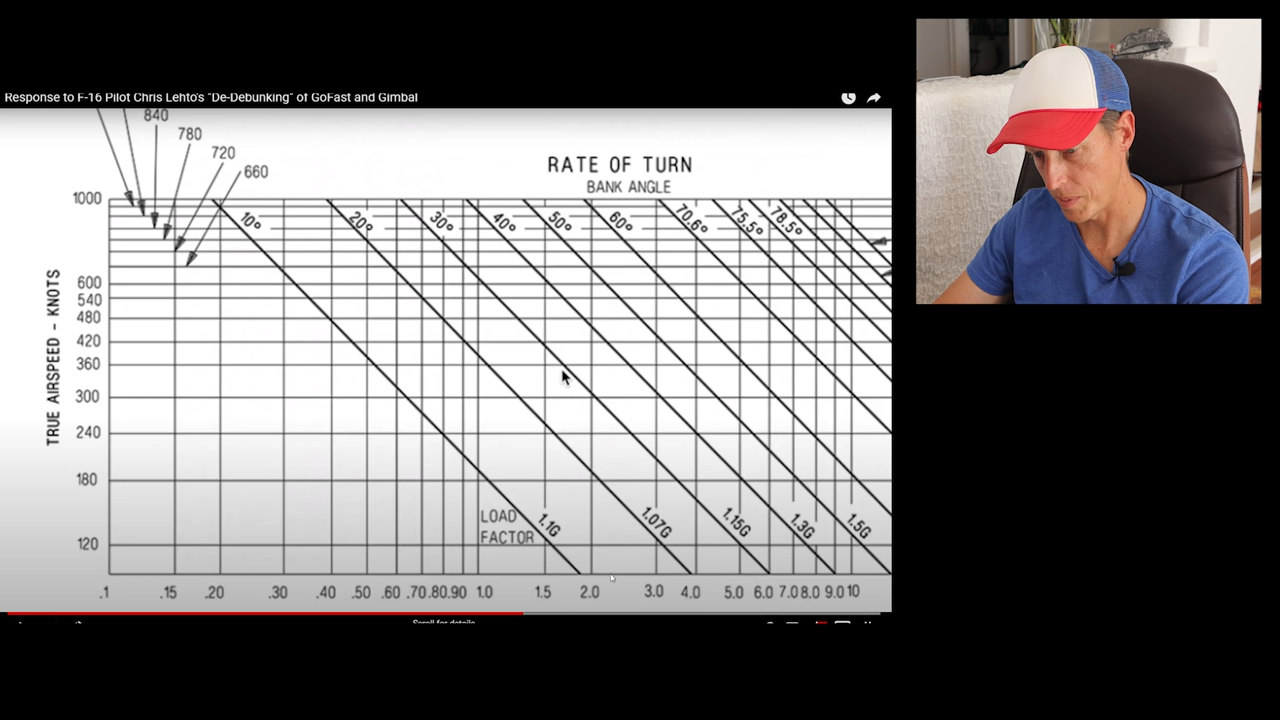 Response to F-16 Pilot Chris Lehto's "De-Debunking" of GoFast and Gimbal
840
780
720
660
RATE OF TURN
BANK ANGLE
1000
600
540
480
420
360
300
240
180
120
TRUE AIRSPEED - KNOTS
10°
20°
30°
40°
50°
60°
70.6°
75.5°
78.5°
LOAD
FACTOR
1.1G
1.07G
1.15G
1.3G
1.5G
.1 .15 .20 .30 .40 .50 .60 .70 .80 .90 1.0 1.5 2.0 3.0 4.0 5.0 6.0 7.0 8.0 9.0 10
Scroll for details